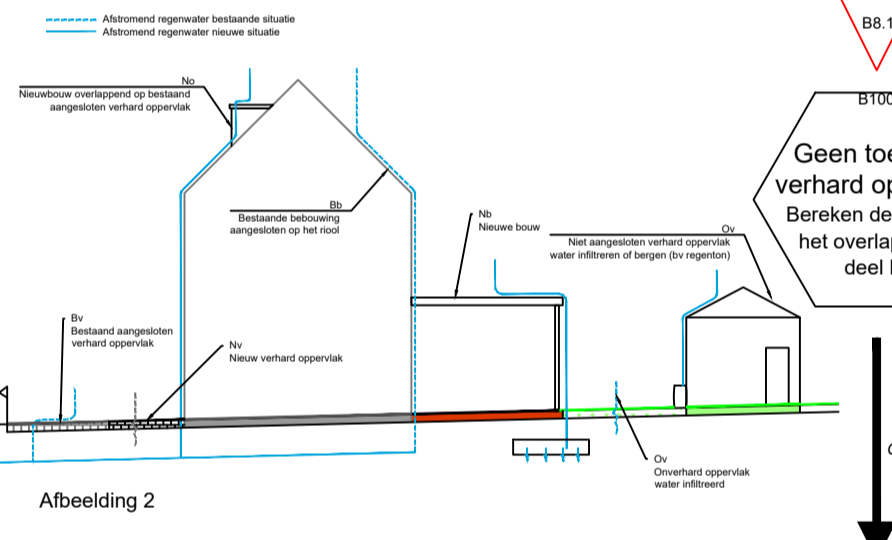 Afstromend regenwater bestaande situatie
Afstromend regenwater nieuwe situatie
B8.1
No
Nieuwbouw overlappend op bestaand
aangesloten verhard oppervlak
B100
Geen toe
verhard op
Bereken de
het overla
deel
Bb
Bestaande bebouwing
aangesloten op het riool
Nb
Nieuwe bouw
Ov
Niet aangesloten verhard oppervlak
water infiltreren of bergen (bv regenton)
Bv
Bestaand aangesloten
verhard oppervlak
Nv
Nieuw verhard oppervlak
Ov
Onverhard oppervlak
water infiltreerd
Afbeelding 2